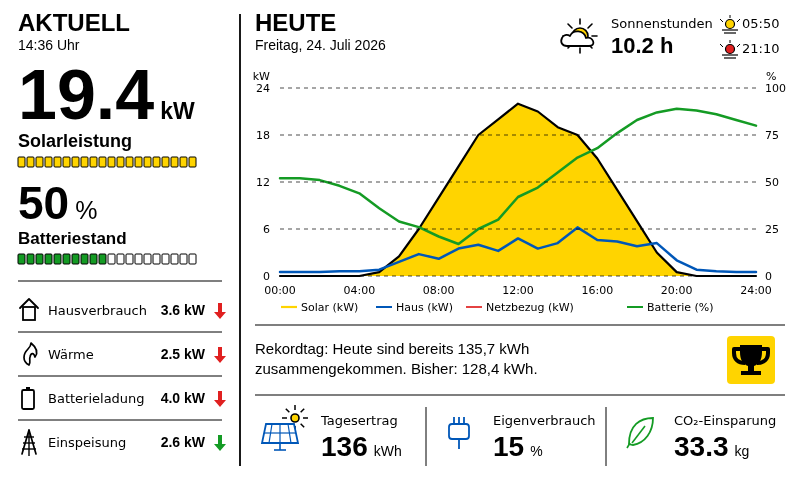 AKTUELL
14:36 Uhr
19.4 kW
Solarleistung
50 %
Batteriestand
Hausverbrauch 3.6 kW
Wärme 2.5 kW
Batterieladung 4.0 kW
Einspeisung 2.6 kW
HEUTE
Freitag, 24. Juli 2026
Sonnenstunden
10.2 h
05:50
21:10
kW %
24 100
18 75
12 50
6 25
0 0
00:00 04:00 08:00 12:00 16:00 20:00 24:00
Solar (kW) Haus (kW) Netzbezug (kW) Batterie (%)
Rekordtag: Heute sind bereits 135,7 kWh
zusammengekommen. Bisher: 128,4 kWh.
Tagesertrag
136 kWh
Eigenverbrauch
15 %
CO₂-Einsparung
33.3 kg